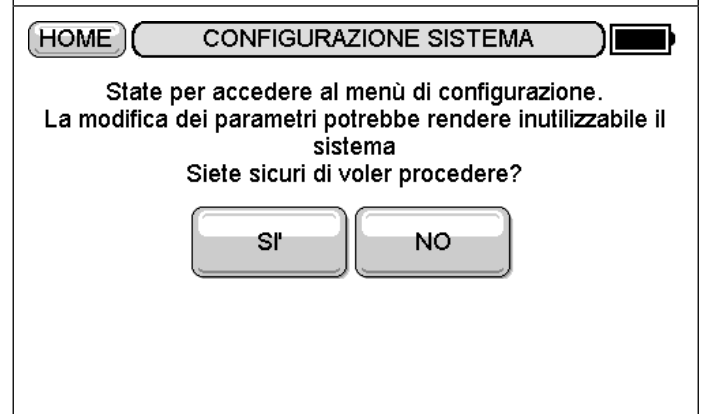 HOME CONFIGURAZIONE SISTEMA
State per accedere al menù di configurazione.
La modifica dei parametri potrebbe rendere inutilizzabile il
sistema
Siete sicuri di voler procedere?
SI' NO